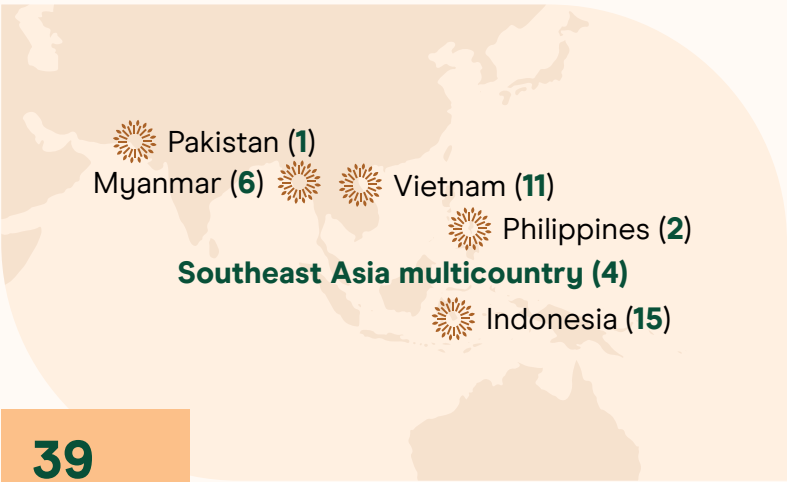 Pakistan (1)
Myanmar (6)
Vietnam (11)
Philippines (2)
Southeast Asia multicountry (4)
Indonesia (15)
39